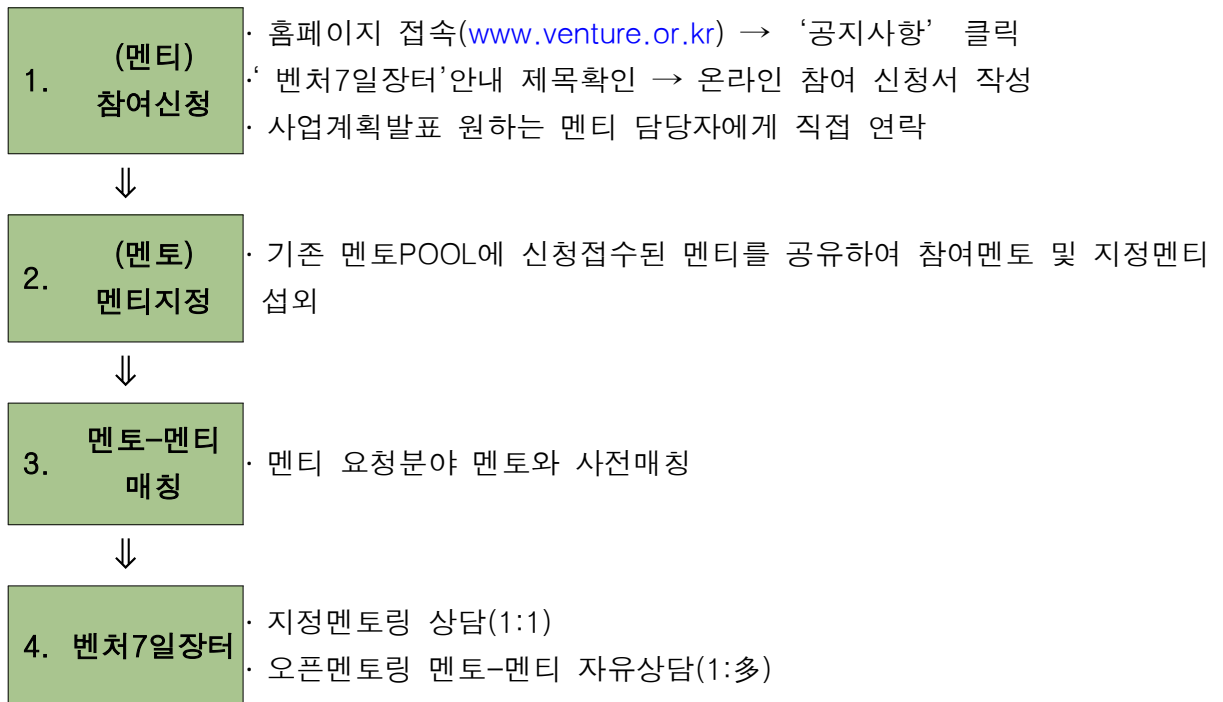 1. (멘티)
참여신청
· 홈페이지 접속(www.venture.or.kr) → ‘공지사항’ 클릭
·‘ 벤처7일장터’안내 제목확인 → 온라인 참여 신청서 작성
· 사업계획발표 원하는 멘티 담당자에게 직접 연락
⇓
2. (멘토)
멘티지정
· 기존 멘토POOL에 신청접수된 멘티를 공유하여 참여멘토 및 지정멘티
섭외
⇓
3. 멘토-멘티
매칭
· 멘티 요청분야 멘토와 사전매칭
⇓
4. 벤처7일장터
· 지정멘토링 상담(1:1)
· 오픈멘토링 멘토-멘티 자유상담(1:多)